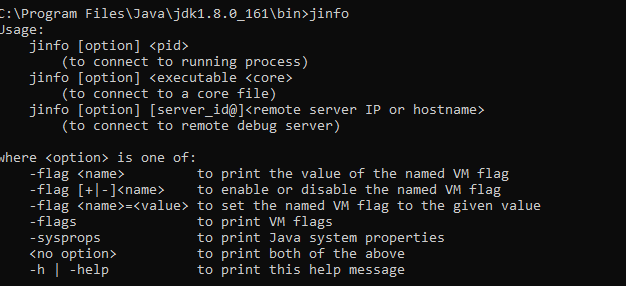 C:\Program Files\Java\jdk1.8.0_161\bin>jinfo
Usage:
    jinfo [option] <pid>
        (to connect to running process)
    jinfo [option] <executable <core>
        (to connect to a core file)
    jinfo [option] [server_id@]<remote server IP or hostname>
        (to connect to remote debug server)

where <option> is one of:
    -flag <name>         to print the value of the named VM flag
    -flag [+|-]<name>    to enable or disable the named VM flag
    -flag <name>=<value> to set the named VM flag to the given value
    -flags               to print VM flags
    -sysprops            to print Java system properties
    <no option>          to print both of the above
    -h | -help           to print this help message